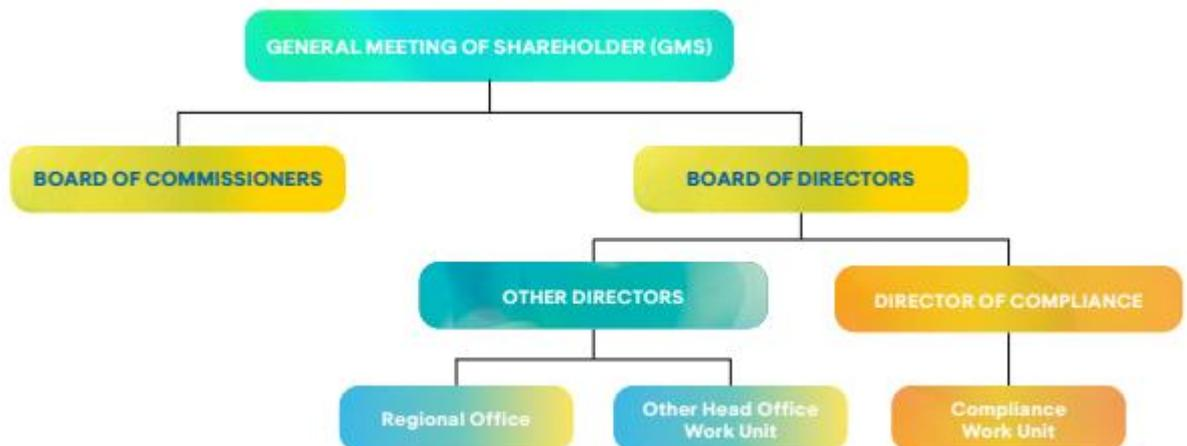 GENERAL MEETING OF SHAREHOLDER (GMS)
BOARD OF COMMISSIONERS
BOARD OF DIRECTORS
OTHER DIRECTORS
DIRECTOR OF COMPLIANCE
Regional Office
Other Head Office
Work Unit
Compliance
Work Unit